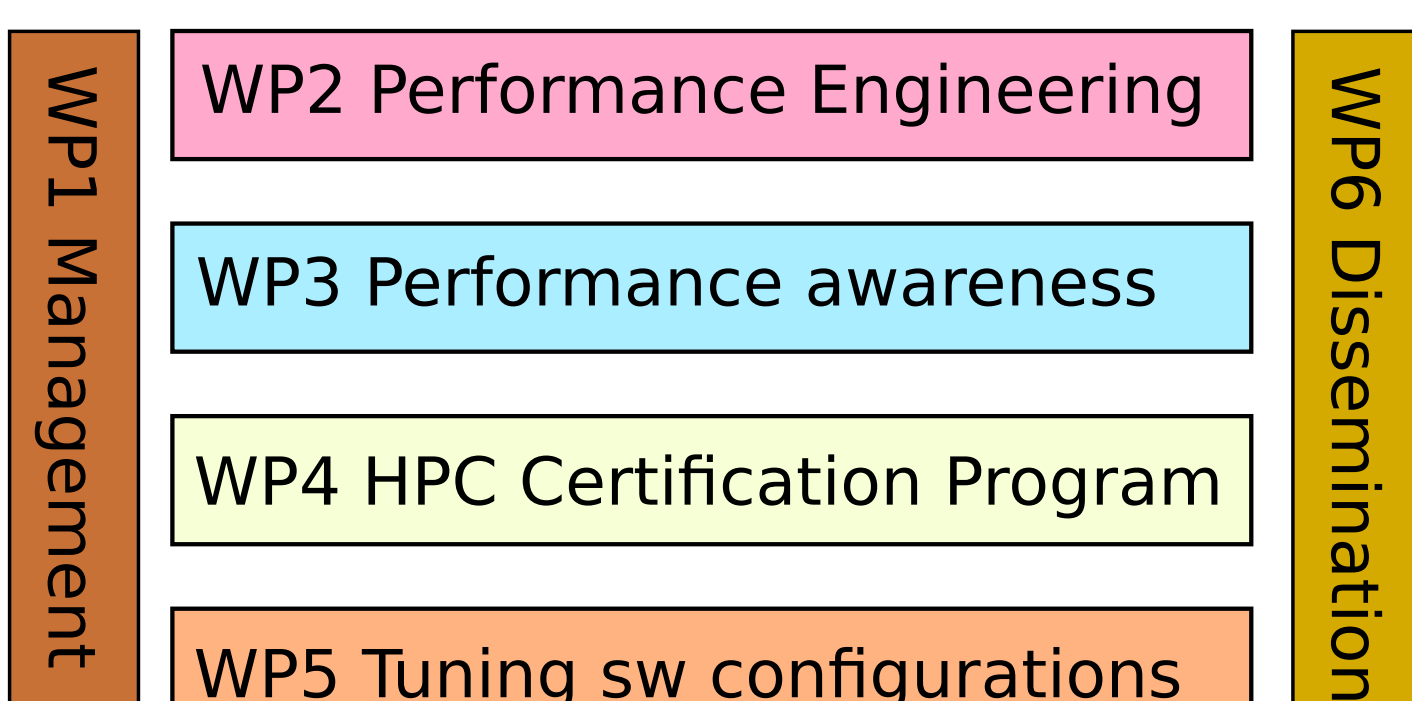 WP1 Management
WP2 Performance Engineering
WP3 Performance awareness
WP4 HPC Certification Program
WP5 Tuning sw configurations
WP6 Dissemination